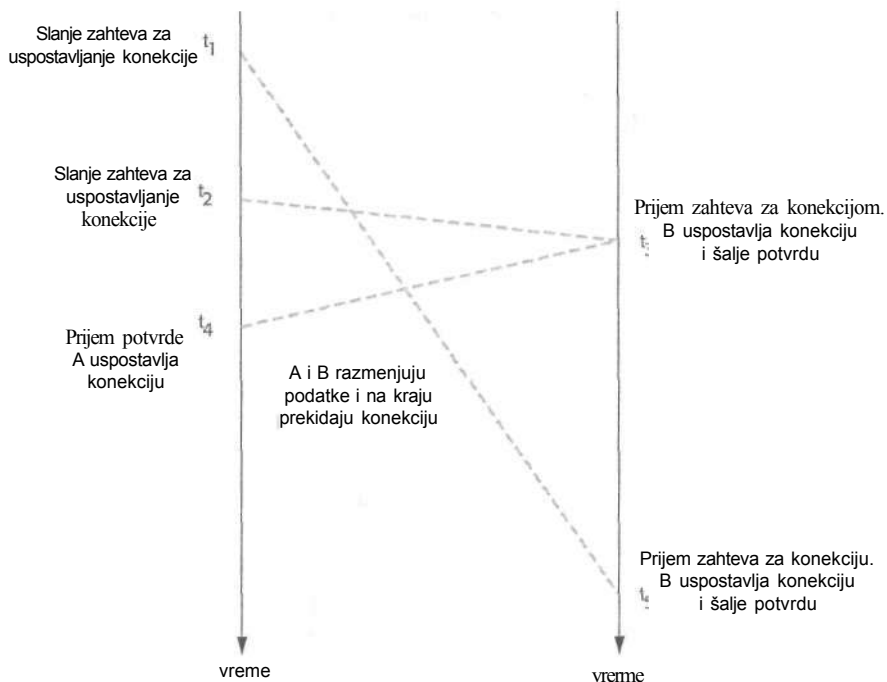 Slanje zahteva za
uspostavljanje konekcije
t1
Slanje zahteva za
uspostavljanje
konekcije
t2
Prijem zahteva za konekcijom.
B uspostavlja konekciju
i šalje potvrdu
t4
Prijem potvrde
A uspostavlja
konekciju
A i B razmenjuju
podatke i na kraju
prekidaju konekciju
Prijem zahteva za konekciju.
B uspostavlja konekciju
i šalje potvrdu
vreme
vrerme